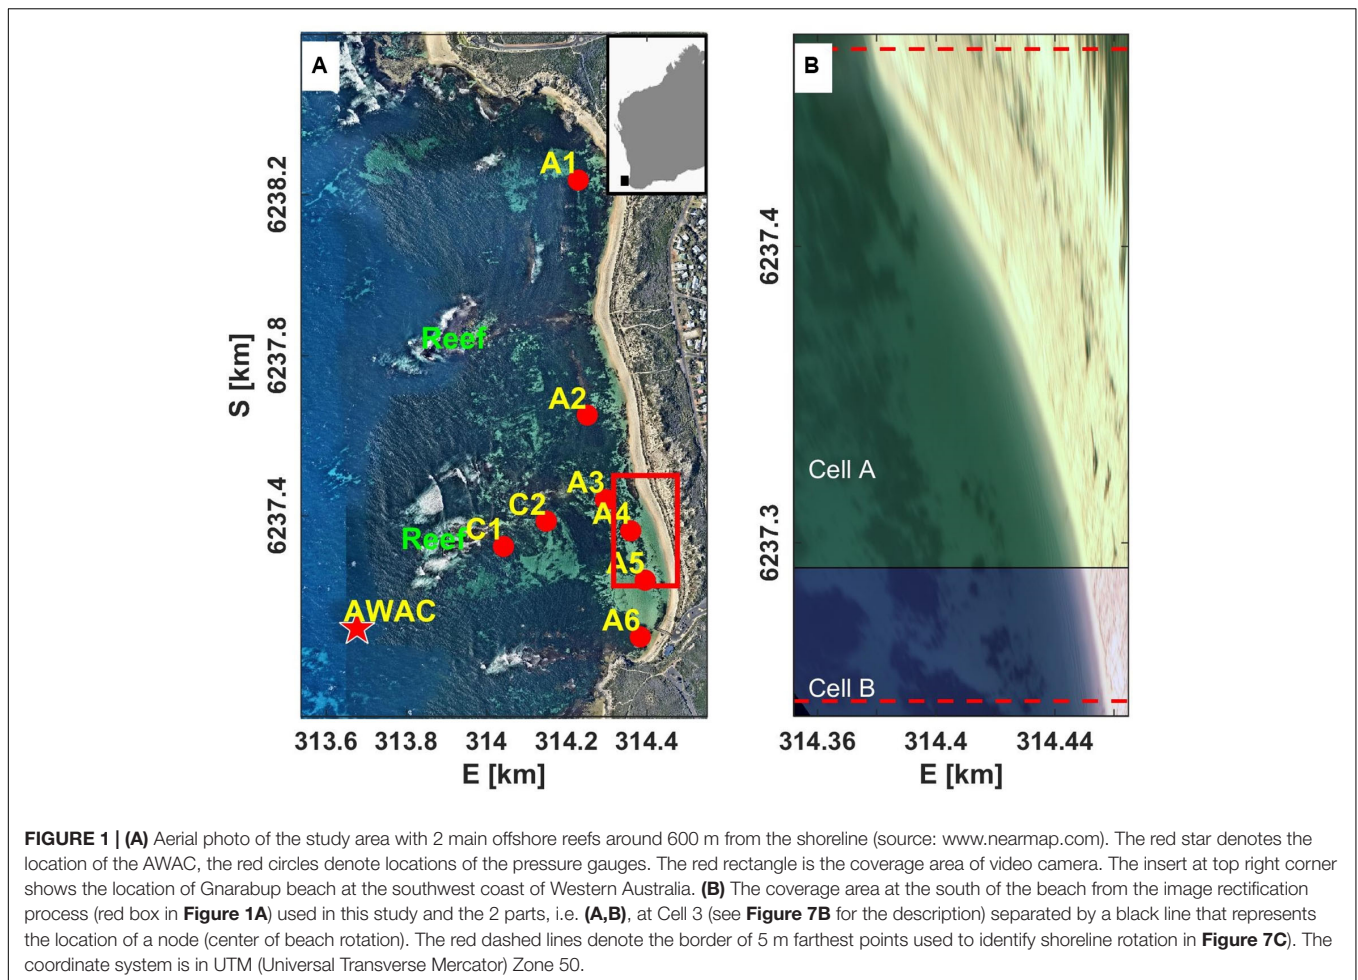 A
B
A1
Reef
A2
A3
C2
A4
Reef
C1
A5
AWAC
A6
S [km]
6238.2
6237.8
6237.4
313.6 313.8 314 314.2 314.4
E [km]
6237.4
6237.3
Cell A
Cell B
314.36 314.4 314.44
E [km]
FIGURE 1 | (A) Aerial photo of the study area with 2 main offshore reefs around 600 m from the shoreline (source: www.nearmap.com). The red star denotes the
location of the AWAC, the red circles denote locations of the pressure gauges. The red rectangle is the coverage area of video camera. The insert at top right corner
shows the location of Gnarabup beach at the southwest coast of Western Australia. (B) The coverage area at the south of the beach from the image rectification
process (red box in Figure 1A) used in this study and the 2 parts, i.e. (A,B), at Cell 3 (see Figure 7B for the description) separated by a black line that represents
the location of a node (center of beach rotation). The red dashed lines denote the border of 5 m farthest points used to identify shoreline rotation in Figure 7C). The
coordinate system is in UTM (Universal Transverse Mercator) Zone 50.